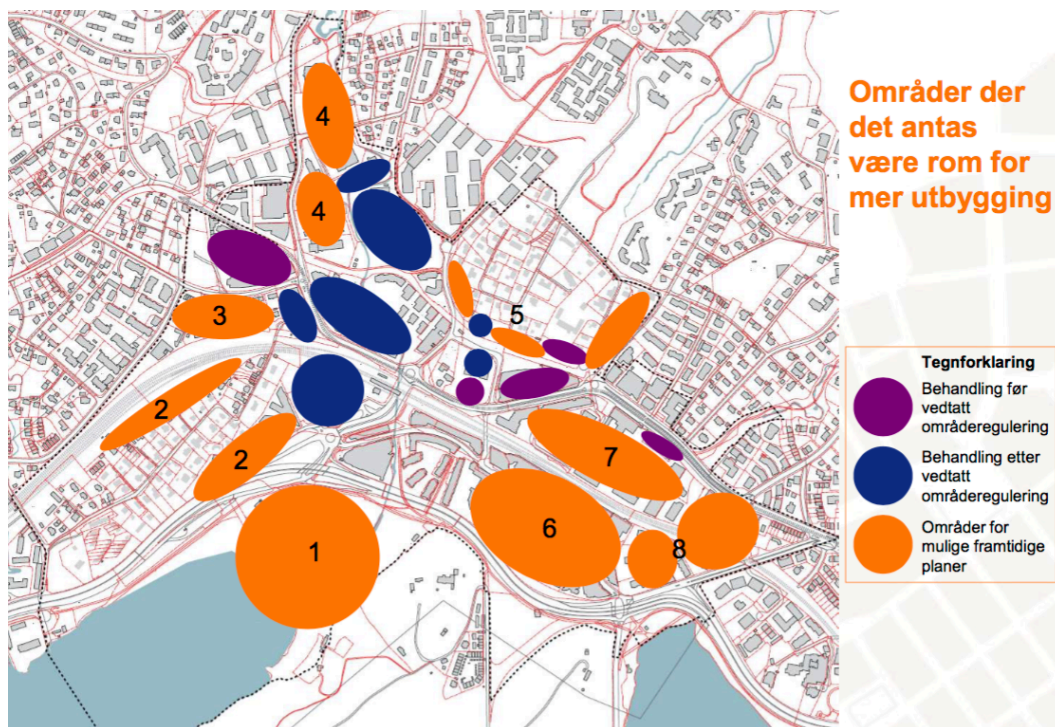 Områder der
det antas
være rom for
mer utbygging
4
4
3
5
2
2
7
6
1
8
Tegnforklaring
Behandling før
vedtatt
områderegulering
Behandling etter
vedtatt
områderegulering
Områder for
mulige framtidige
planer